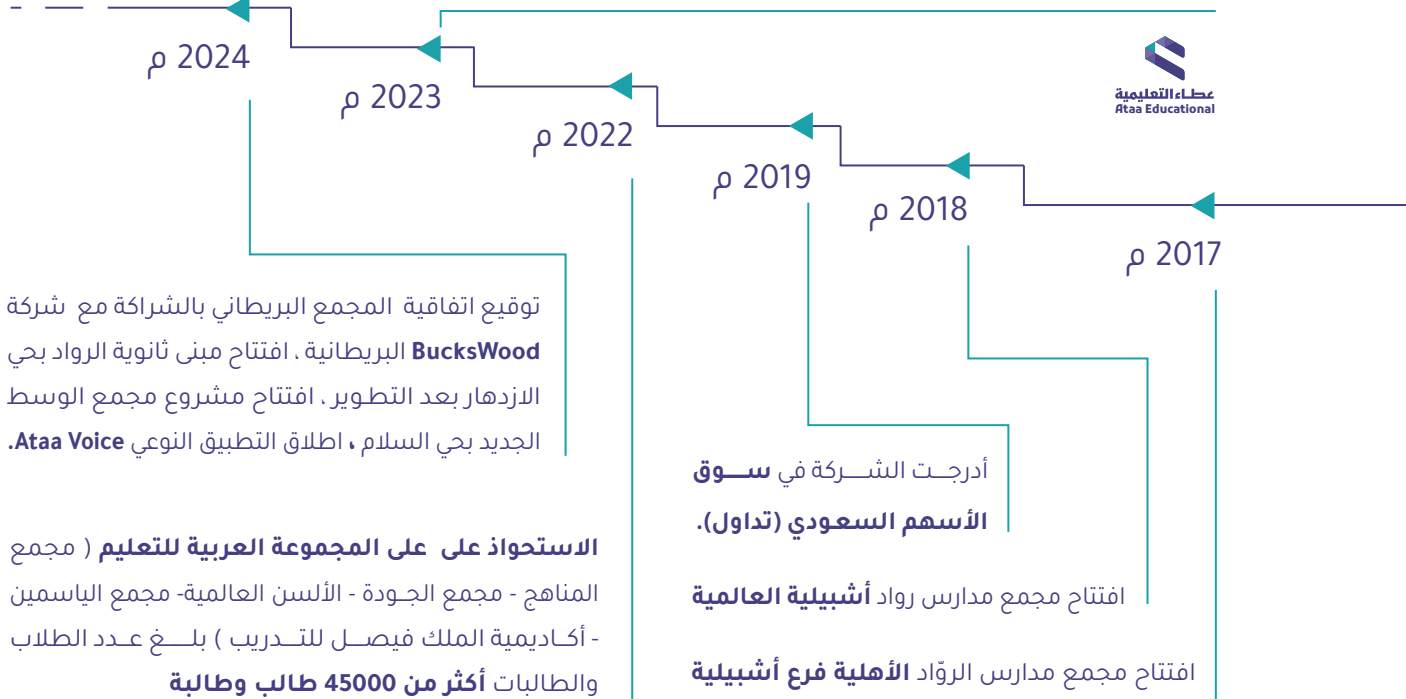 عطاء التعليمية
Ataa Educational
2017 م
2018 م
2019 م
2022 م
2023 م
2024 م
افتتاح مجمع مدارس الروّاد الأهلية فرع أشبيلية
افتتاح مجمع مدارس رواد أشبيلية العالمية
أدرجت الشركة في سوق
الأسهم السعودي (تداول).
الاستحواذ على على المجموعة العربية للتعليم ( مجمع
المناهج - مجمع الجودة - الألسن العالمية- مجمع الياسمين
- أكاديمية الملك فيصل للتدريب ) بلغ عدد الطلاب
والطالبات أكثر من 45000 طالب وطالبة
توقيع اتفاقية المجمع البريطاني بالشراكة مع شركة
BucksWood البريطانية ، افتتاح مبنى ثانوية الرواد بحي
الازدهار بعد التطوير ، افتتاح مشروع مجمع الوسط
الجديد بحي السلام ، اطلاق التطبيق النوعي Ataa Voice.